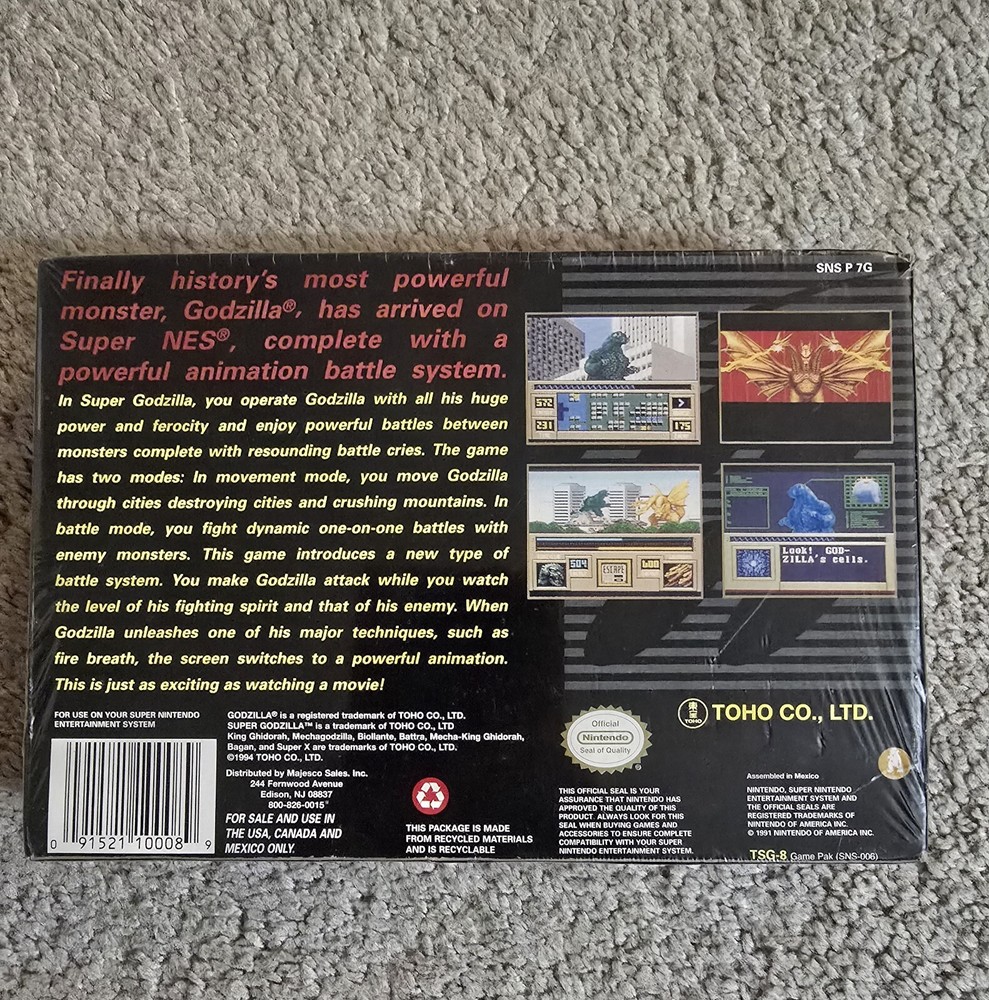 SNS P 7G
Finally history's most powerful
monster, Godzilla®, has arrived on
Super NES®, complete with a
powerful animation battle system.
In Super Godzilla, you operate Godzilla with all his huge
power and ferocity and enjoy powerful battles between
monsters complete with resounding battle cries. The game
has two modes: In movement mode, you move Godzilla
through cities destroying cities and crushing mountains. In
battle mode, you fight dynamic one-on-one battles with
enemy monsters. This game introduces a new type of
battle system. You make Godzilla attack while you watch
the level of his fighting spirit and that of his enemy. When
Godzilla unleashes one of his major techniques, such as
fire breath, the screen switches to a powerful animation.
This is just as exciting as watching a movie!
572
231
175
504
ESCAPE
600
Look! GOD-
ZILLA's cells.
FOR USE ON YOUR SUPER NINTENDO
ENTERTAINMENT SYSTEM
0 91521 10008 9
GODZILLA® is a registered trademark of TOHO CO., LTD.
SUPER GODZILLA™ is a trademark of TOHO CO., LTD
King Ghidorah, Mechagodzilla, Biollante, Battra, Mecha-King Ghidorah,
Bagan, and Super X are trademarks of TOHO CO., LTD.
©1994 TOHO CO., LTD.
Distributed by Majesco Sales. Inc.
244 Fernwood Avenue
Edison, NJ 08837
800-826-0015
FOR SALE AND USE IN
THE USA, CANADA AND
MEXICO ONLY.
THIS PACKAGE IS MADE
FROM RECYCLED MATERIALS
AND IS RECYCLABLE
Official
Nintendo
Seal of Quality
THIS OFFICIAL SEAL IS YOUR
ASSURANCE THAT NINTENDO HAS
APPROVED THE QUALITY OF THIS
PRODUCT. ALWAYS LOOK FOR THIS
SEAL WHEN BUYING GAMES AND
ACCESSORIES TO ENSURE COMPLETE
COMPATIBILITY WITH YOUR SUPER
NINTENDO ENTERTAINMENT SYSTEM.
東宝
TOHO
TOHO CO., LTD.
Assembled in Mexico
NINTENDO, SUPER NINTENDO
ENTERTAINMENT SYSTEM AND
THE OFFICIAL SEALS ARE
REGISTERED TRADEMARKS OF
NINTENDO OF AMERICA INC.
© 1991 NINTENDO OF AMERICA INC.
TSG-8 Game Pak (SNS-006)